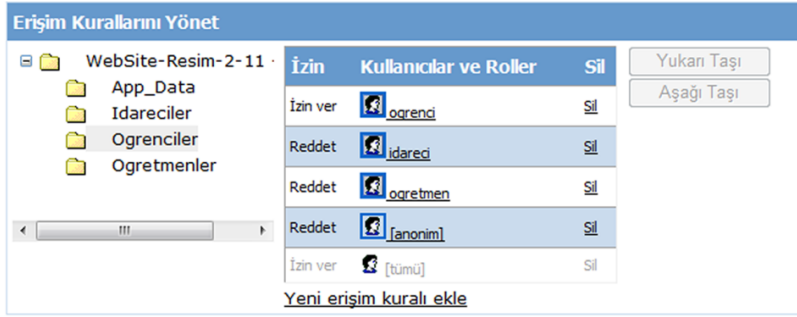 Erişim Kurallarını Yönet
WebSite-Resim-2-11
App_Data
Idareciler
Ogrenciler
Ogretmenler
İzin Kullanıcılar ve Roller Sil
İzin ver ogrenci Sil
Reddet idareci Sil
Reddet ogretmen Sil
Reddet [anonim] Sil
İzin ver [tümü] Sil
Yeni erişim kuralı ekle
Yukarı Taşı
Aşağı Taşı